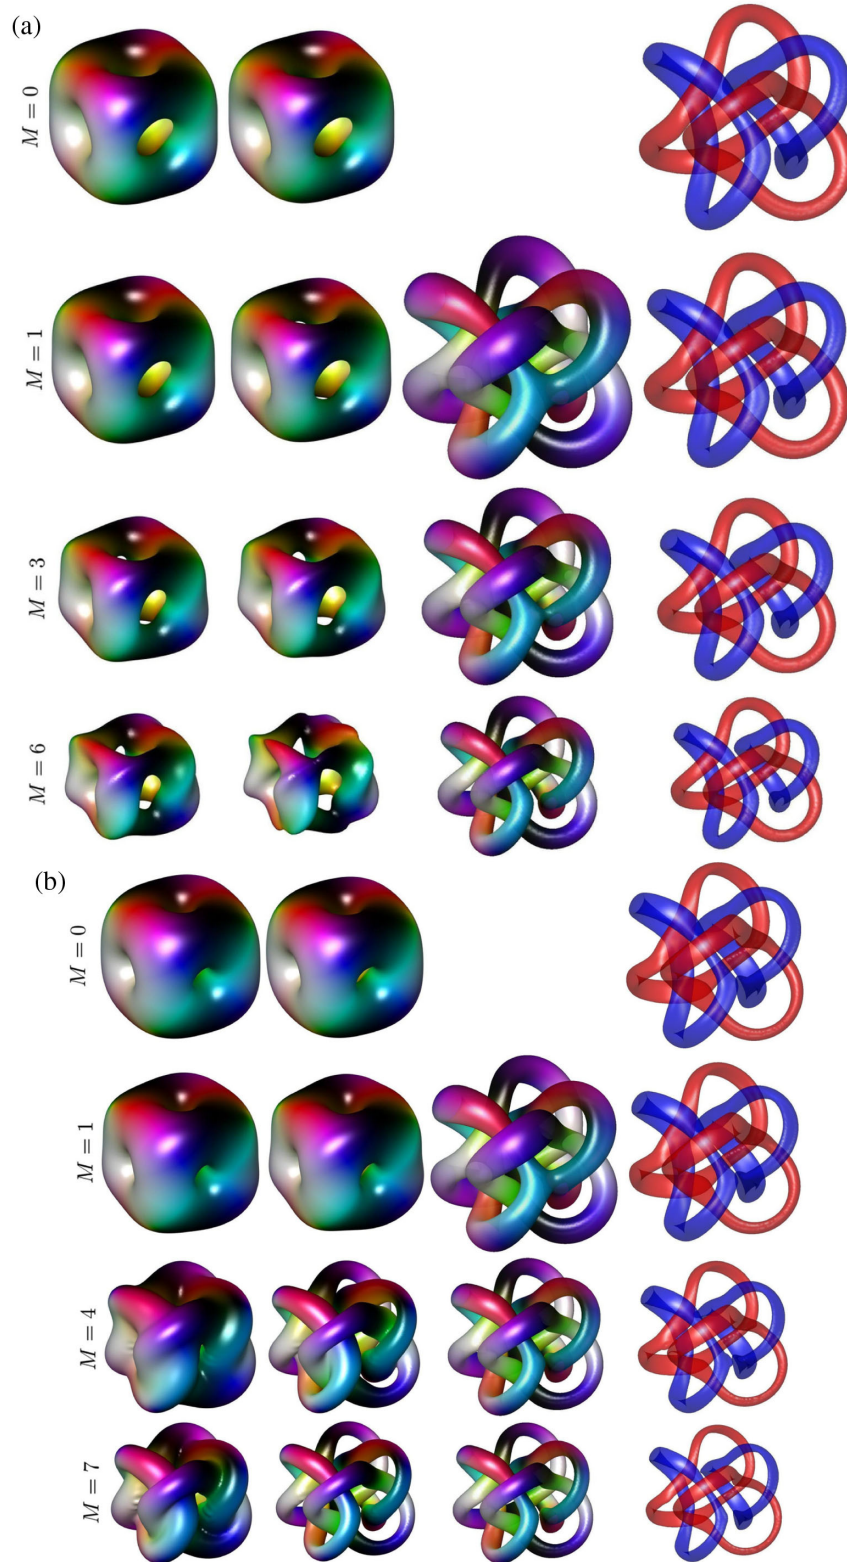 (a)
M = 0
M = 1
M = 3
M = 6
(b)
M = 0
M = 1
M = 4
M = 7